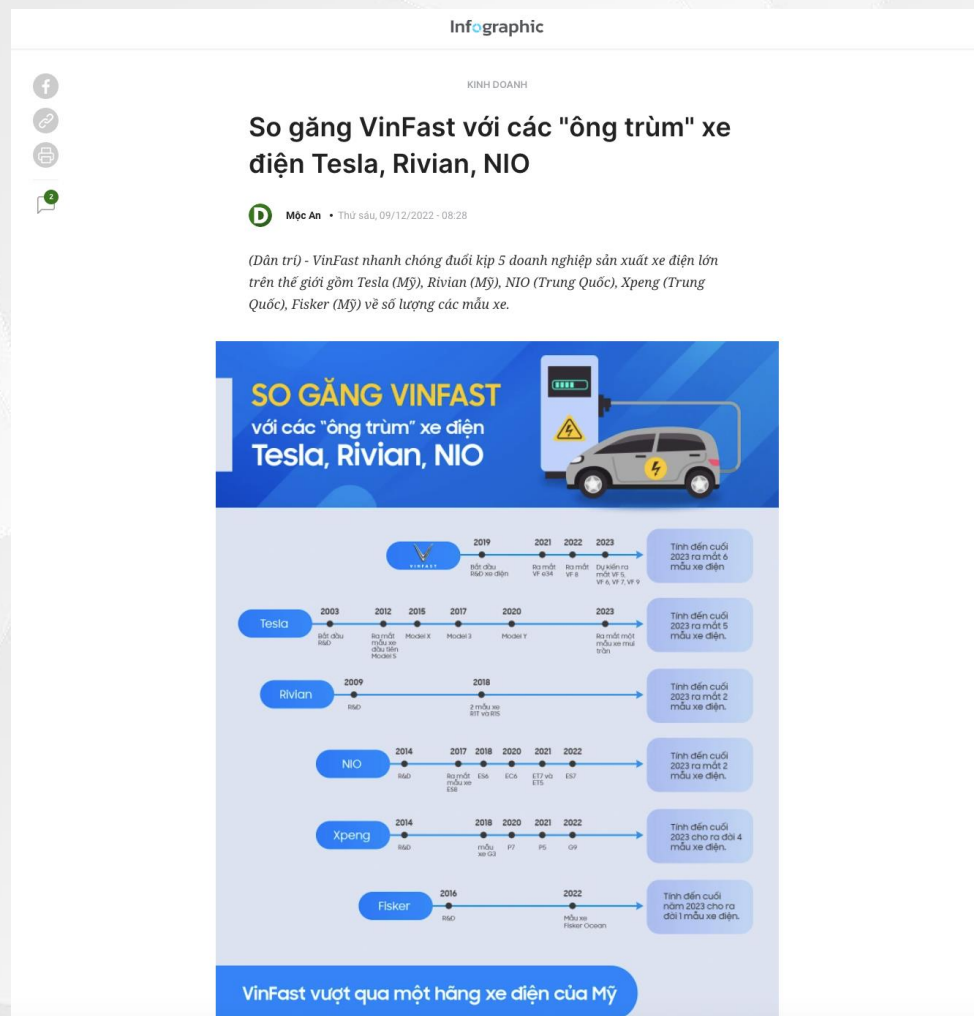 Infographic
KINH DOANH
So găng VinFast với các "ông trùm" xe
điện Tesla, Rivian, NIO
2
D
Mộc An • Thứ sáu, 09/12/2022 - 08:28
(Dân trí) - VinFast nhanh chóng đuổi kịp 5 doanh nghiệp sản xuất xe điện lớn
trên thế giới gồm Tesla (Mỹ), Rivian (Mỹ), NIO (Trung Quốc), Xpeng (Trung
Quốc), Fisker (Mỹ) về số lượng các mẫu xe.
SO GĂNG VINFAST
với các "ông trùm" xe điện
Tesla, Rivian, NIO
VINFAST
2019
Bắt đầu
R&D xe điện
2021
Ra mắt
VF e34
2022
Ra mắt
VF 8
2023
Dự kiến ra
mắt VF 5,
VF 6, VF 7, VF 9
Tính đến cuối
2023 ra mắt 6
mẫu xe điện
Tesla
2003
Bắt đầu
R&D
2012
Ra mắt
mẫu xe
đầu tiên
Model S
2015
Model X
2017
Model 3
2020
Model Y
2023
Ra mắt một
mẫu xe mui
trần
Tính đến cuối
2023 ra mắt 5
mẫu xe điện.
Rivian
2009
R&D
2018
2 mẫu xe
R1T và R1S
Tính đến cuối
2023 ra mắt 2
mẫu xe điện.
NIO
2014
R&D
2017
Ra mắt
mẫu xe
ES8
2018
ES6
2020
EC6
2021
ET7 và
ET5
2022
ES7
Tính đến cuối
2023 ra mắt 2
mẫu xe điện.
Xpeng
2014
R&D
2018
mẫu
xe G3
2020
P7
2021
P5
2022
G9
Tính đến cuối
2023 cho ra đời 4
mẫu xe điện.
Fisker
2016
R&D
2022
Mẫu xe
Fisker Ocean
Tính đến cuối
năm 2023 cho ra
đời 1 mẫu xe điện.
VinFast vượt qua một hãng xe điện của Mỹ